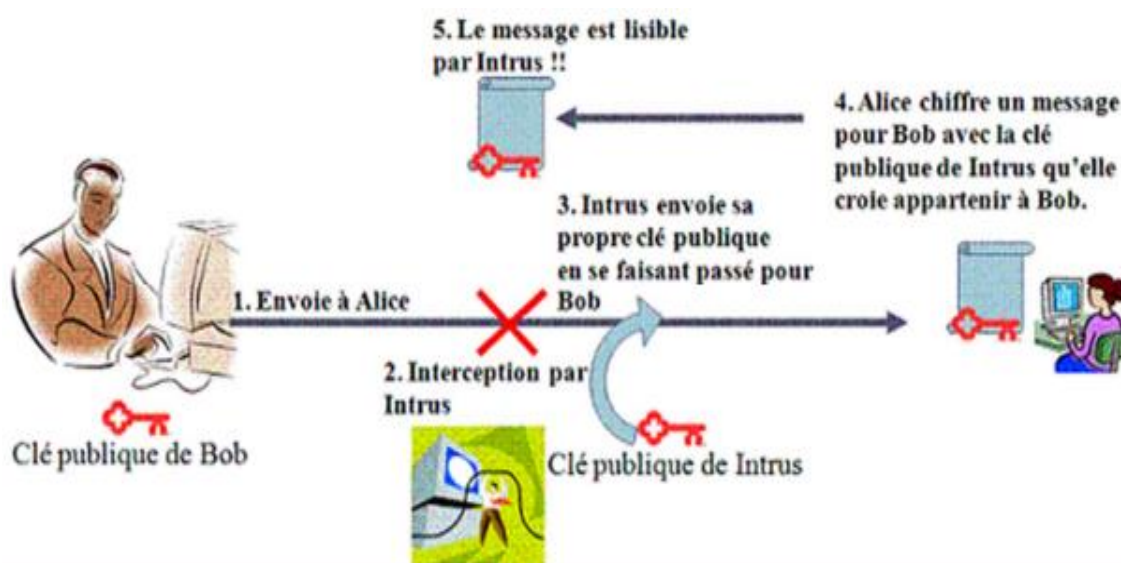 5. Le message est lisible
par Intrus !!
4. Alice chiffre un message
pour Bob avec la clé
publique de Intrus qu'elle
croie appartenir à Bob.
3. Intrus envoie sa
propre clé publique
en se faisant passé pour
Bob
1. Envoie à Alice
2. Interception par
Intrus
Clé publique de Bob
Clé publique de Intrus